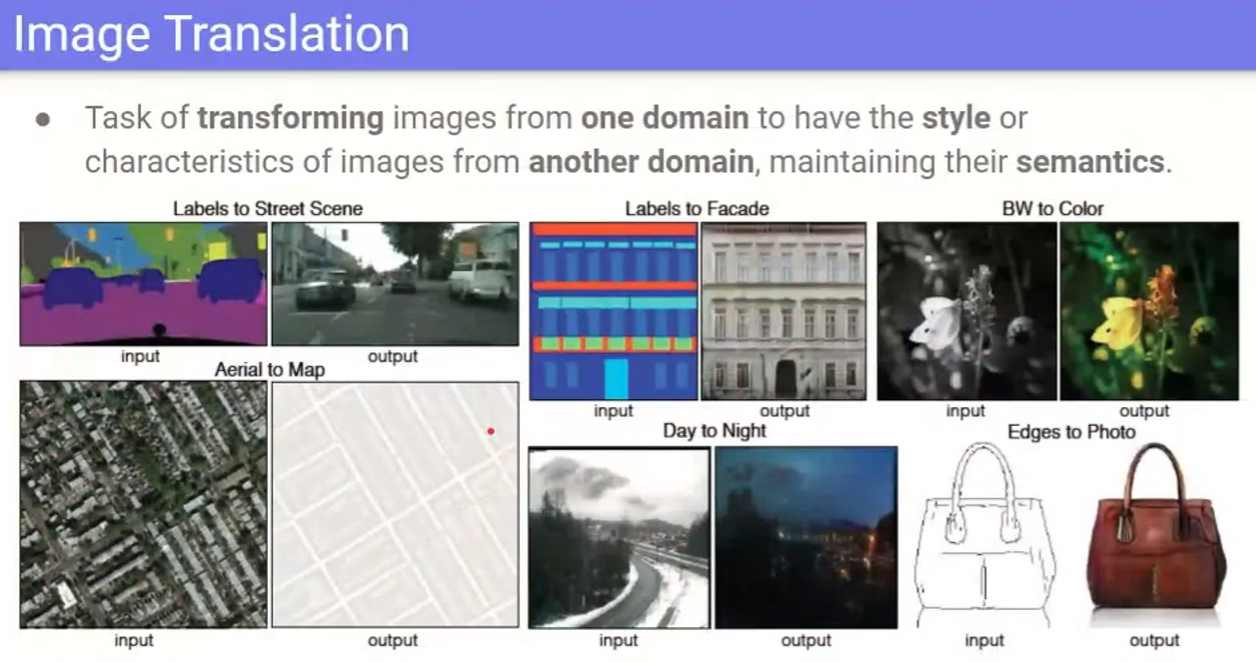 Image Translation
● Task of transforming images from one domain to have the style or
characteristics of images from another domain, maintaining their semantics.
Labels to Street Scene
input
output
Aerial to Map
input
output
Labels to Facade
input
output
BW to Color
input
output
Day to Night
input
output
Edges to Photo
input
output